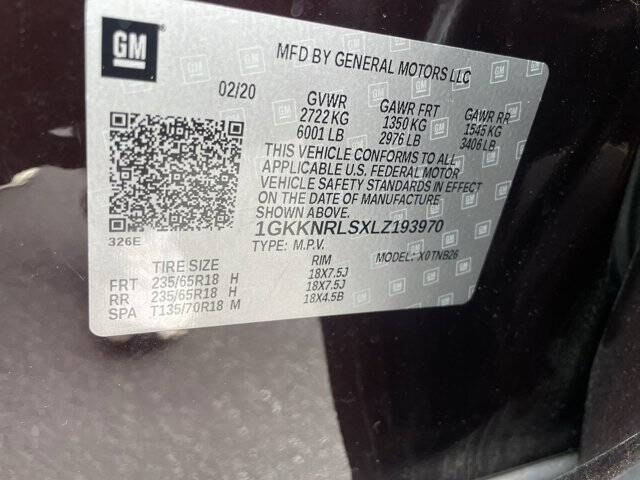 GM
MFD BY GENERAL MOTORS LLC
02/20
GVWR GAWR FRT GAWR RR
2722 KG 1350 KG 1545 KG
6001 LB 2976 LB 3406 LB
THIS VEHICLE CONFORMS TO ALL
APPLICABLE U.S. FEDERAL MOTOR
VEHICLE SAFETY STANDARDS IN EFFECT
ON THE DATE OF MANUFACTURE
SHOWN ABOVE.
326E
1GKKNRLSXLZ193970
TYPE: M.P.V. MODEL: X0TNB26
TIRE SIZE RIM
FRT 235/65R18 H 18X7.5J
RR 235/65R18 H 18X7.5J
SPA T135/70R18 M 18X4.5B